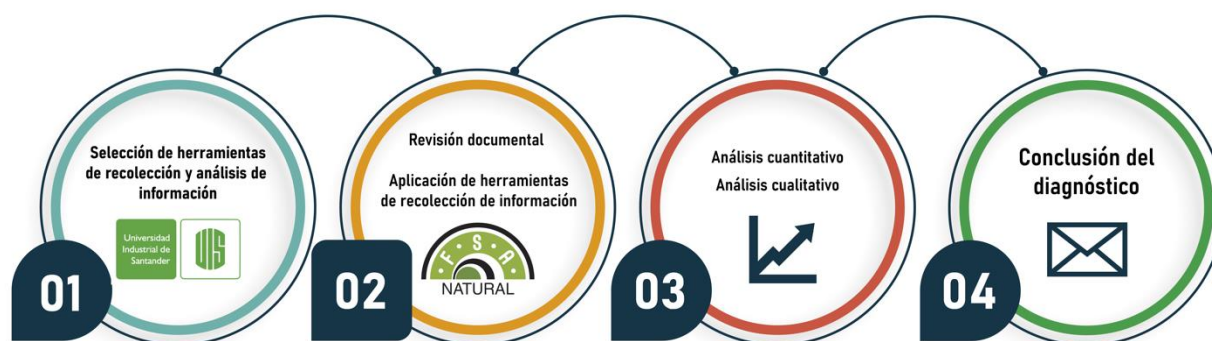 Selección de herramientas
de recolección y análisis de
información
Universidad
Industrial de
Santander
UIS
01
Revisión documental
Aplicación de herramientas
de recolección de información
F · S · A
NATURAL
02
Análisis cuantitativo
Análisis cualitativo
03
Conclusión del
diagnóstico
04